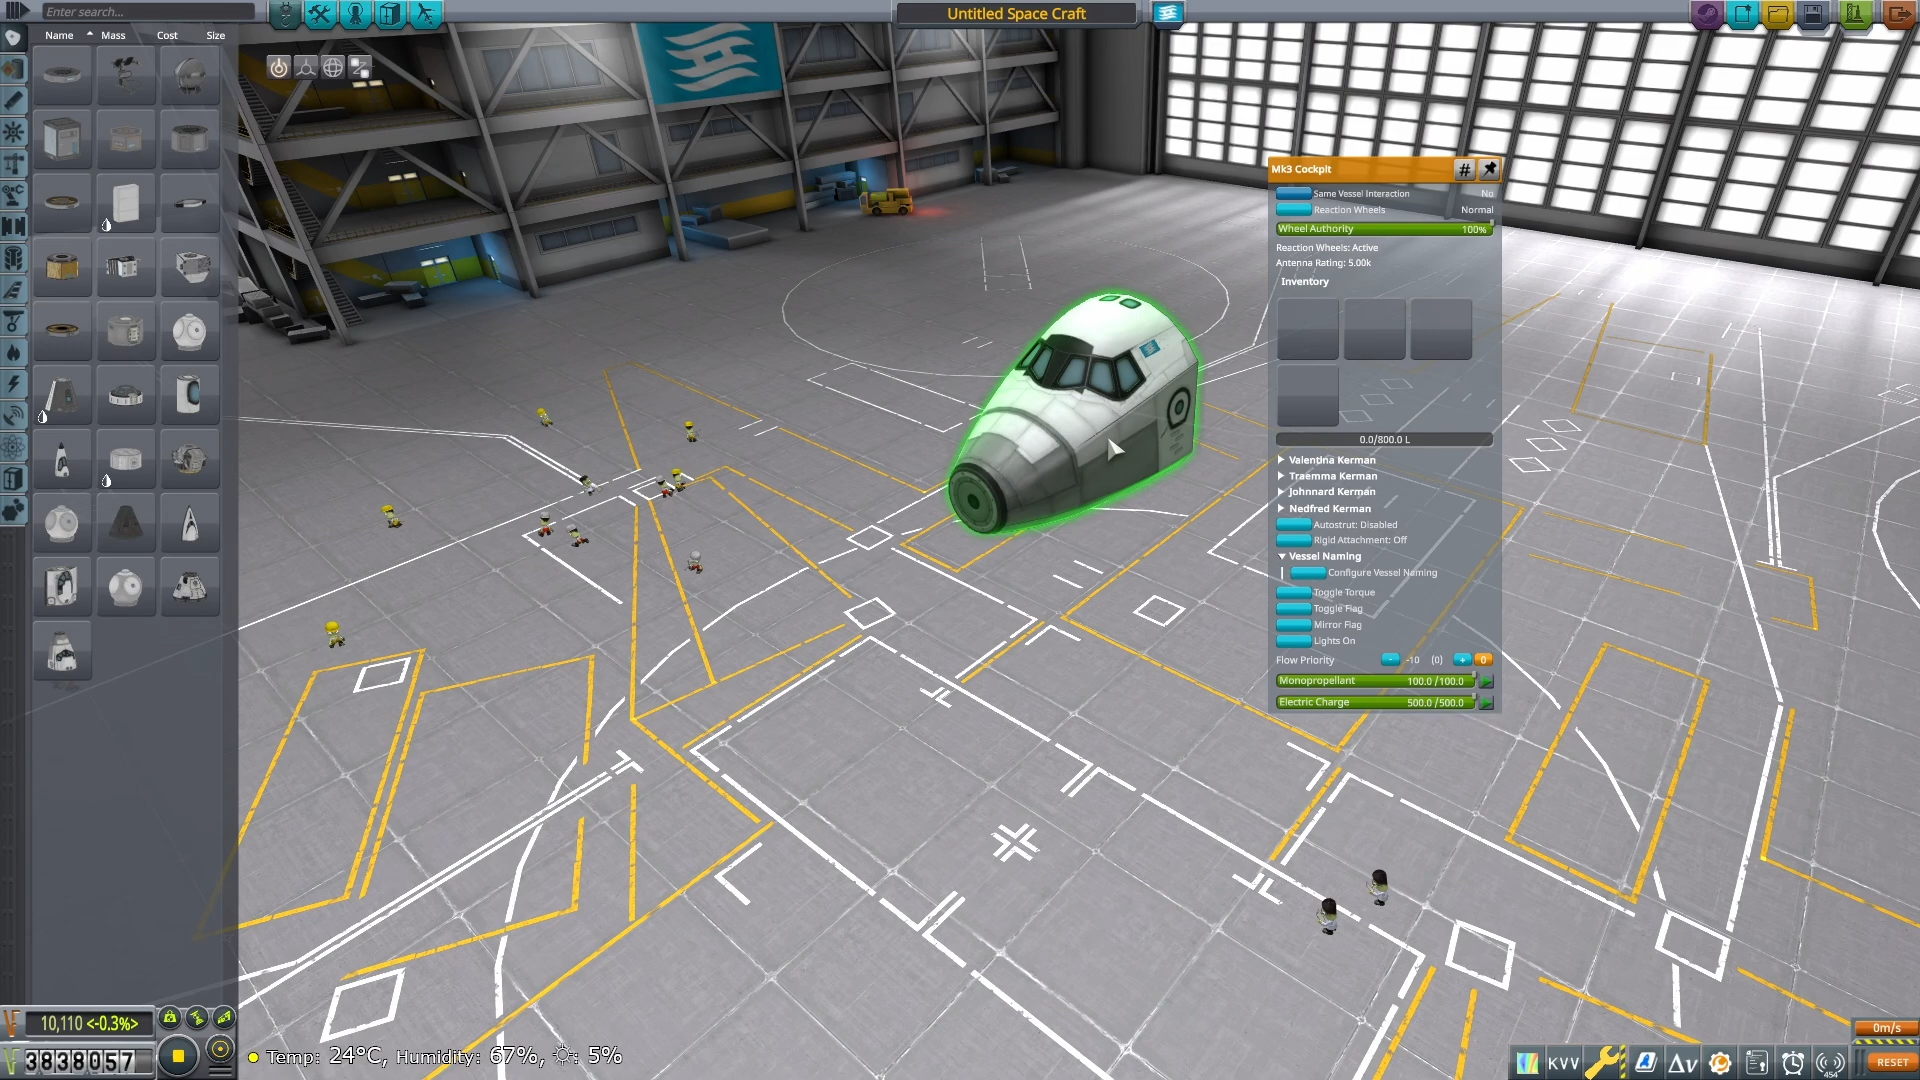 Enter search...
Untitled Space Craft
Name Mass Cost Size
Mk3 Cockpit #
Same Vessel Interaction No
Reaction Wheels Normal
Wheel Authority 100%
Reaction Wheels: Active
Antenna Rating: 5.00k
Inventory
0.0/800.0 L
Valentina Kerman
Traemma Kerman
Johnnard Kerman
Nedfred Kerman
Autostrut: Disabled
Rigid Attachment: Off
Vessel Naming
Configure Vessel Naming
Toggle Torque
Toggle Flag
Mirror Flag
Lights On
Flow Priority - -10 (0) + 0
Monopropellant 100.0 /100.0
Electric Charge 500.0 /500.0
10,110 <-0.3%>
3838057
Temp: 24°C, Humidity: 67%, 5%
0m/s
KVV Δv 454 RESET